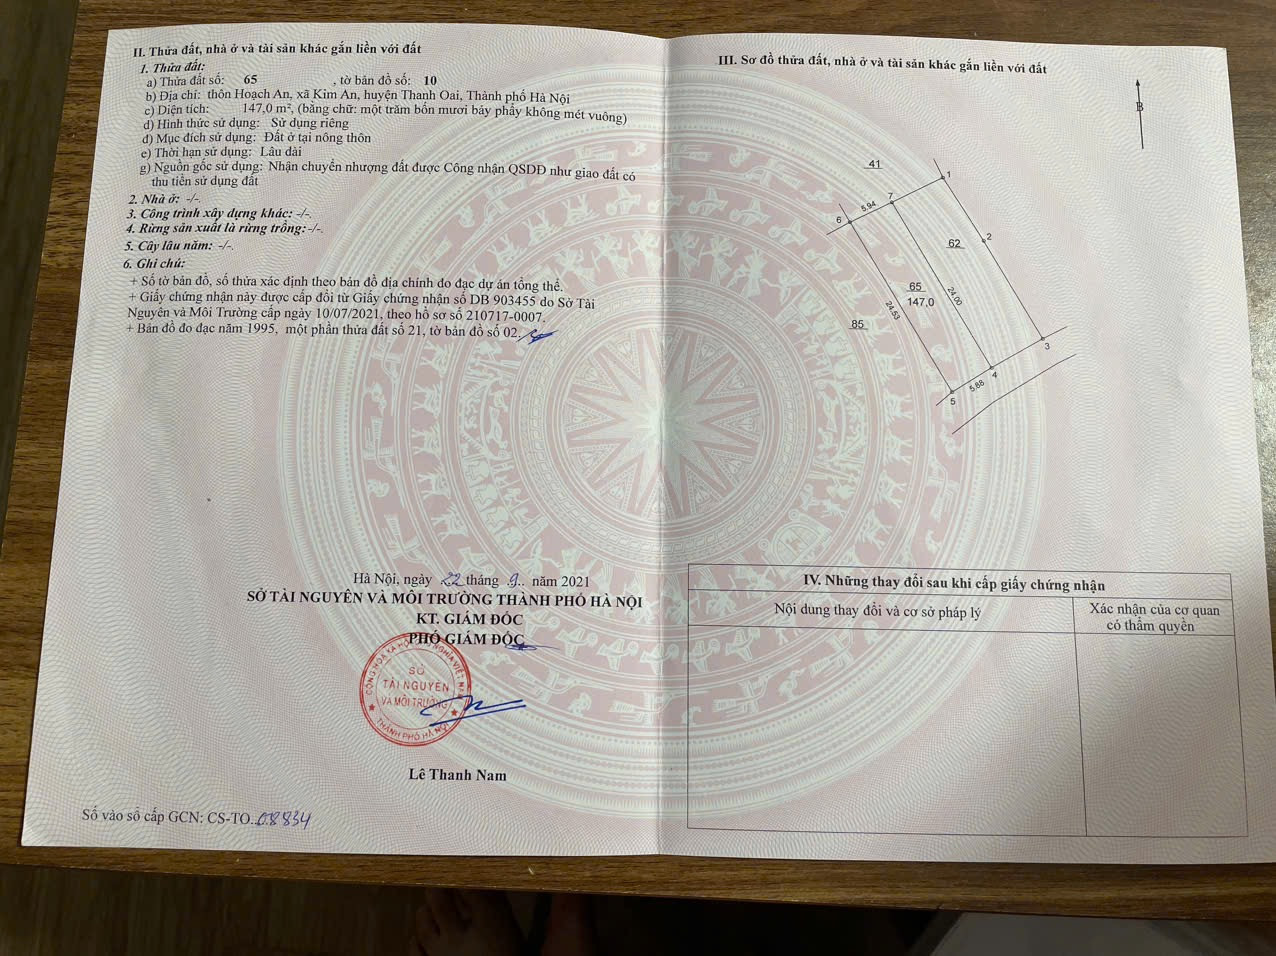 II. Thửa đất, nhà ở và tài sản khác gắn liền với đất
1. Thửa đất:
a) Thửa đất số: 65 , tờ bản đồ số: 10
b) Địa chỉ: thôn Hoạch An, xã Kim An, huyện Thanh Oai, Thành phố Hà Nội
c) Diện tích: 147,0 m², (bằng chữ: một trăm bốn mươi bảy phẩy không mét vuông)
d) Hình thức sử dụng: Sử dụng riêng
đ) Mục đích sử dụng: Đất ở tại nông thôn
e) Thời hạn sử dụng: Lâu dài
g) Nguồn gốc sử dụng: Nhận chuyển nhượng đất được Công nhận QSDĐ như giao đất có
thu tiền sử dụng đất
2. Nhà ở: -/-.
3. Công trình xây dựng khác: -/-.
4. Rừng sản xuất là rừng trồng:-/-.
5. Cây lâu năm: -/-.
6. Ghi chú:
+ Số tờ bản đồ, số thửa xác định theo bản đồ địa chính đo đạc dự án tổng thể.
+ Giấy chứng nhận này được cấp đổi từ Giấy chứng nhận số DB 903455 do Sở Tài
Nguyên và Môi Trường cấp ngày 10/07/2021, theo hồ sơ số 210717-0007.
+ Bản đồ đo đạc năm 1995, một phần thửa đất số 21, tờ bản đồ số 02.
Hà Nội, ngày 22 tháng .9.. năm 2021
SỞ TÀI NGUYÊN VÀ MÔI TRƯỜNG THÀNH PHỐ HÀ NỘI
KT. GIÁM ĐỐC
PHÓ GIÁM ĐỐC
CỘNG HÒA XÃ HỘI CHỦ NGHĨA VIỆT NAM
SỞ
TÀI NGUYÊN
VÀ MÔI TRƯỜNG
THÀNH PHỐ HÀ NỘI
Lê Thanh Nam
Số vào sổ cấp GCN: CS-TO..08834
III. Sơ đồ thửa đất, nhà ở và tài sản khác gắn liền với đất
B
41
1
7
5.94
6
2
62
65
147,0
24.00
24.53
85
3
4
5.88
5
IV. Những thay đổi sau khi cấp giấy chứng nhận
Nội dung thay đổi và cơ sở pháp lý
Xác nhận của cơ quan
có thẩm quyền